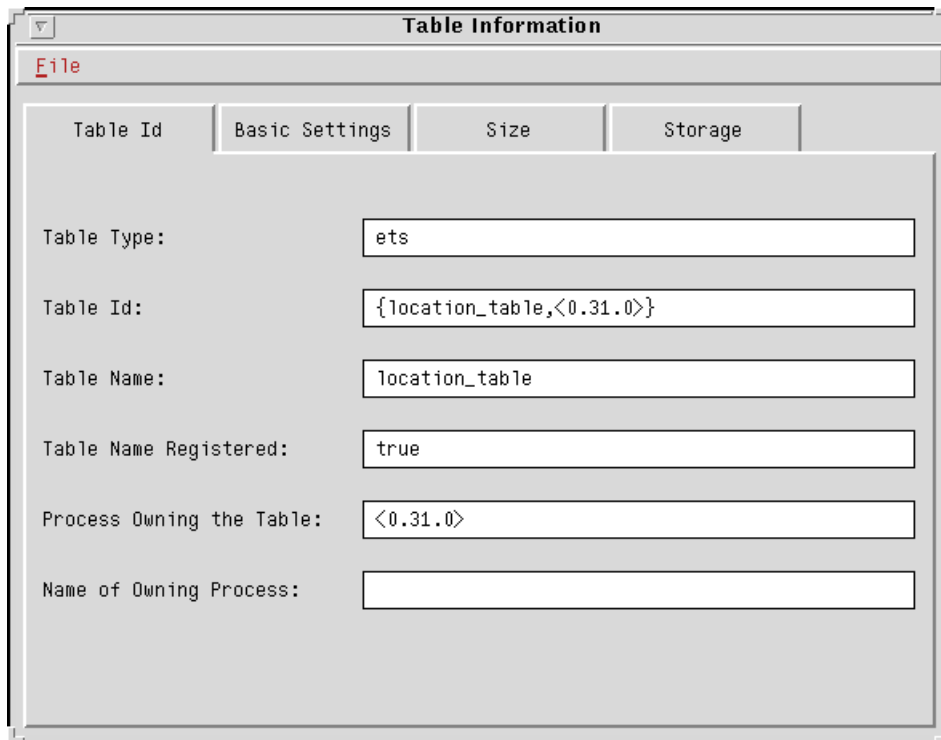 Table Information
File
Table Id Basic Settings Size Storage
Table Type: ets
Table Id: {location_table,<0.31.0>}
Table Name: location_table
Table Name Registered: true
Process Owning the Table: <0.31.0>
Name of Owning Process: